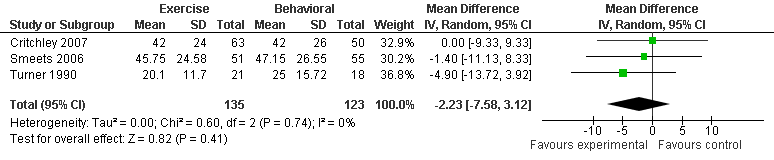 Exercise Behavioral Mean Difference Mean Difference
Study or Subgroup Mean SD Total Mean SD Total Weight IV, Random, 95% CI IV, Random, 95% CI
Critchley 2007 42 24 63 42 26 50 32.9% 0.00 [-9.33, 9.33]
Smeets 2006 45.75 24.58 51 47.15 26.55 55 30.2% -1.40 [-11.13, 8.33]
Turner 1990 20.1 11.7 21 25 15.72 18 36.8% -4.90 [-13.72, 3.92]
Total (95% CI) 135 123 100.0% -2.23 [-7.58, 3.12]
Heterogeneity: Tau² = 0.00; Chi² = 0.60, df = 2 (P = 0.74); I² = 0%
Test for overall effect: Z = 0.82 (P = 0.41)
-10 -5 0 5 10
Favours experimental Favours control